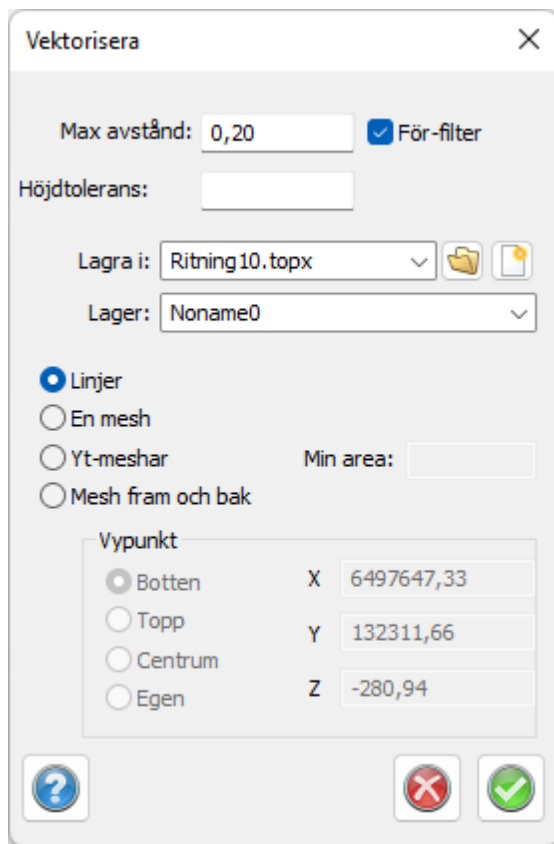 Vektorisera
Max avstånd: 0,20 För-filter
Höjdtolerans:
Lagra i: Ritning10.topx
Lager: Noname0
Linjer
En mesh
Yt-meshar Min area:
Mesh fram och bak
Vypunkt
Botten X 6497647,33
Topp
Y 132311,66
Centrum
Z -280,94
Egen